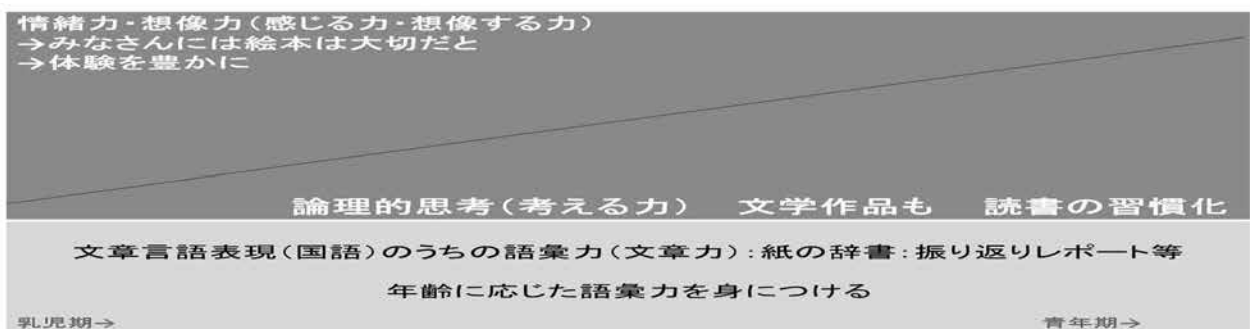 情緒力・想像力(感じる力・想像する力)
→みなさんには絵本は大切だと
→体験を豊かに
論理的思考(考える力)　文学作品も　読書の習慣化
文章言語表現(国語)のうちの語彙力(文章力):紙の辞書:振り返りレポート等
年齢に応じた語彙力を身につける
乳児期→　青年期→